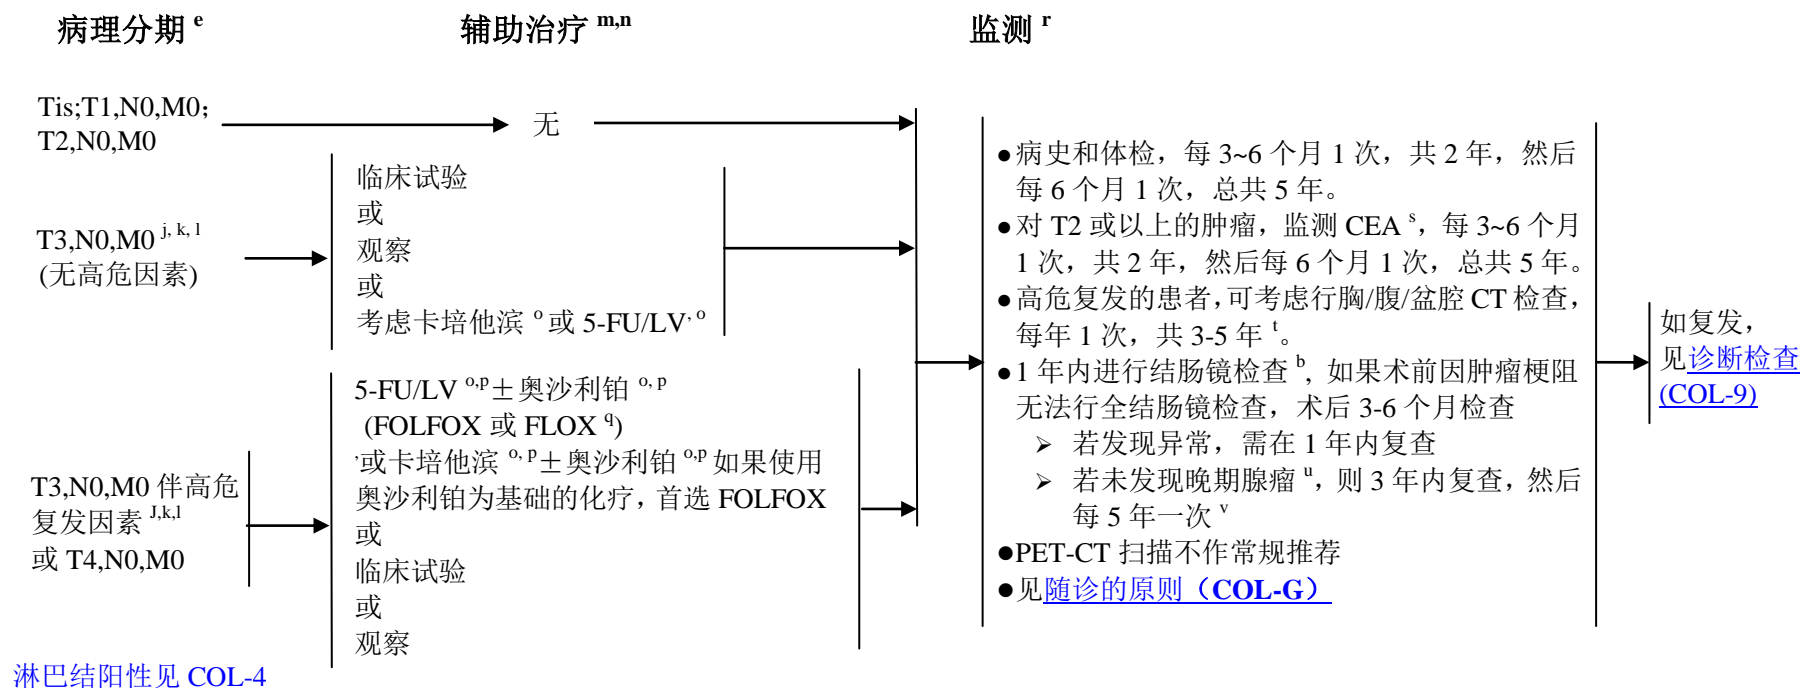 病理分期 e
辅助治疗 m,n
监测 r
Tis;T1,N0,M0；
T2,N0,M0
无
T3,N0,M0 j, k, l
(无高危因素)
临床试验
或
观察
或
考虑卡培他滨 o 或 5-FU/LV, o
T3,N0,M0 伴高危
复发因素 J,k,l
或 T4,N0,M0
5-FU/LV o,p±奥沙利铂 o, p
(FOLFOX 或 FLOX q)
,或卡培他滨 o, p±奥沙利铂 o,p 如果使用
奥沙利铂为基础的化疗，首选 FOLFOX
或
临床试验
或
观察
●病史和体检，每 3~6 个月 1 次，共 2 年，然后
每 6 个月 1 次，总共 5 年。
●对 T2 或以上的肿瘤，监测 CEA s，每 3~6 个月
1 次，共 2 年，然后每 6 个月 1 次，总共 5 年。
●高危复发的患者，可考虑行胸/腹/盆腔 CT 检查，
每年 1 次，共 3-5 年 t。
●1 年内进行结肠镜检查 b, 如果术前因肿瘤梗阻
无法行全结肠镜检查，术后 3-6 个月检查
➢ 若发现异常，需在 1 年内复查
➢ 若未发现晚期腺瘤 u，则 3 年内复查，然后
每 5 年一次 v
●PET-CT 扫描不作常规推荐
●见随诊的原则（COL-G）
如复发，
见诊断检查
(COL-9)
淋巴结阳性见 COL-4